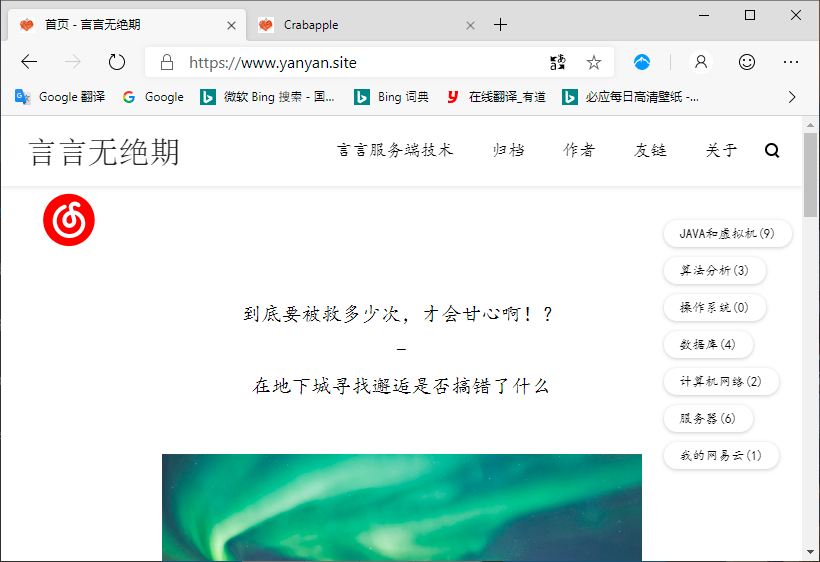 首页 - 言言无绝期
Crabapple
https://www.yanyan.site
Google 翻译
Google
微软 Bing 搜索 - 国...
Bing 词典
在线翻译_有道
必应每日高清壁纸 -...
言言无绝期
言言服务端技术
归档
作者
友链
关于
JAVA和虚拟机(9)
算法分析(3)
操作系统(0)
数据库(4)
计算机网络(2)
服务器(6)
我的网易云(1)
到底要被救多少次，才会甘心啊！？
—
在地下城寻找邂逅是否搞错了什么